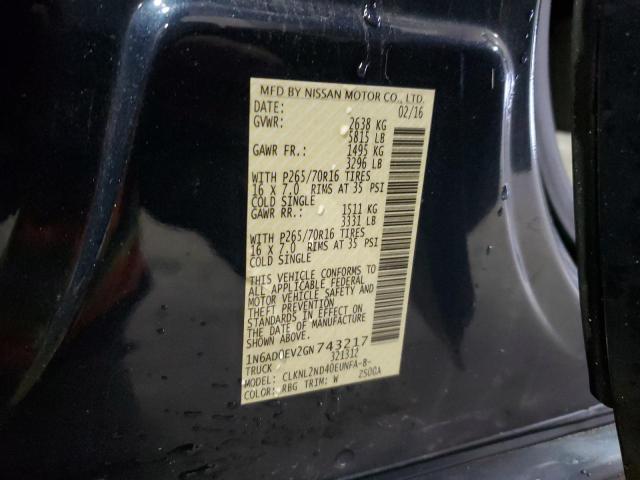 MFD BY NISSAN MOTOR CO., LTD.
DATE: 02/16
GVWR: 2638 KG
5815 LB
GAWR FR.: 1495 KG
3296 LB
WITH P265/70R16 TIRES
16 X 7.0 RIMS AT 35 PSI
COLD SINGLE
GAWR RR.: 1511 KG
3331 LB
WITH P265/70R16 TIRES
16 X 7.0 RIMS AT 35 PSI
COLD SINGLE
THIS VEHICLE CONFORMS TO
ALL APPLICABLE FEDERAL
MOTOR VEHICLE SAFETY AND
THEFT PREVENTION
STANDARDS IN EFFECT ON
THE DATE OF MANUFACTURE
SHOWN ABOVE.
1N6AD0EV2GN743217
TRUCK 321312
MODEL: CLKNL2ND40EUNFA-B-
COLOR: RBG TRIM: W 2S00A